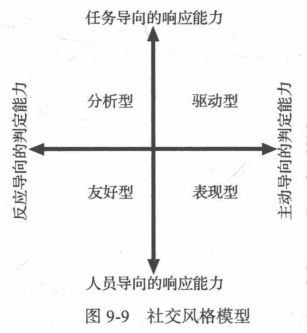 任务导向的响应能力
分析型
驱动型
反应导向的判定能力
主动导向的判定能力
友好型
表现型
人员导向的响应能力
图 9-9 社交风格模型